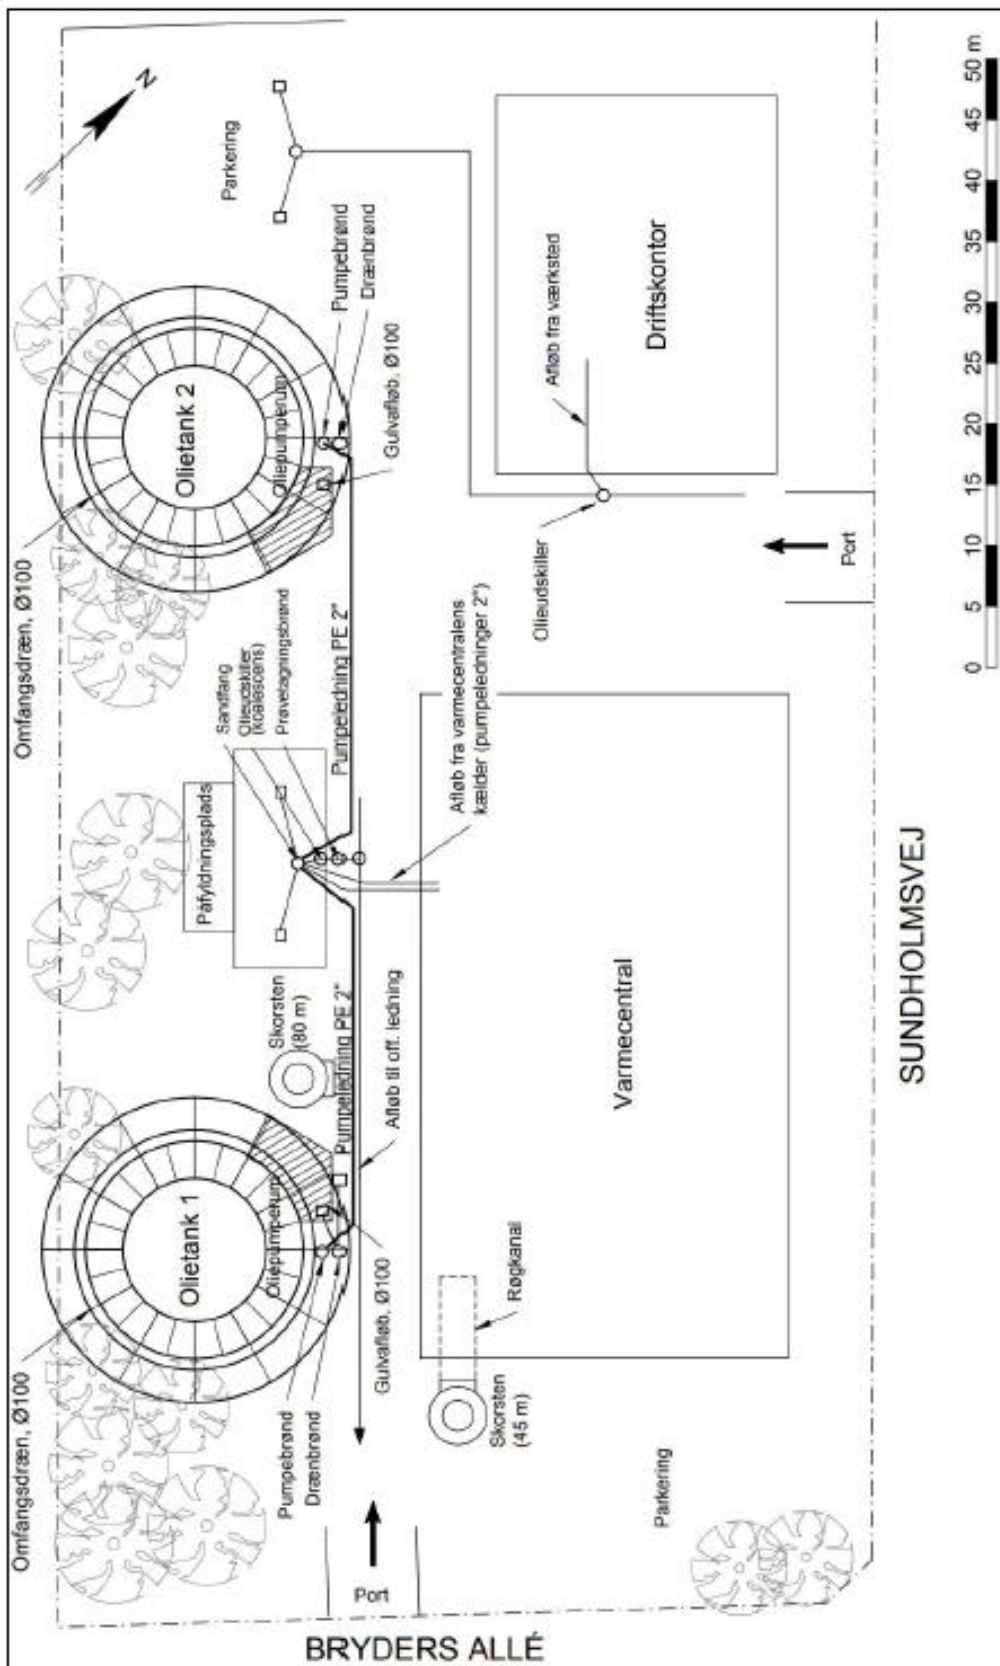 Omfangsdræn, Ø100
Omfangsdræn, Ø100
N
Parkering
Olietank 1
Oliepumperum
Olietank 2
Oliepumperum
Pumpebrønd
Drænbrønd
Gulvafløb, Ø100
Pumpebrønd
Drænbrønd
Gulvafløb, Ø100
Skorsten
(80 m)
Påfyldningsplads
Sandfang
Olieudskiller
(koalescens)
Prøvetagningsbrønd
Pumpeledning PE 2"
Pumpeledning PE 2"
Afløb til off. ledning
Afløb fra varmecentralens
kælder (pumpeledninger 2")
Port
BRYDERS ALLÉ
Skorsten
(45 m)
Røgkanal
Varmecentral
Parkering
Olieudskiller
Afløb fra værksted
Driftskontor
Port
SUNDHOLMSVEJ
0 5 10 15 20 25 30 35 40 45 50 m